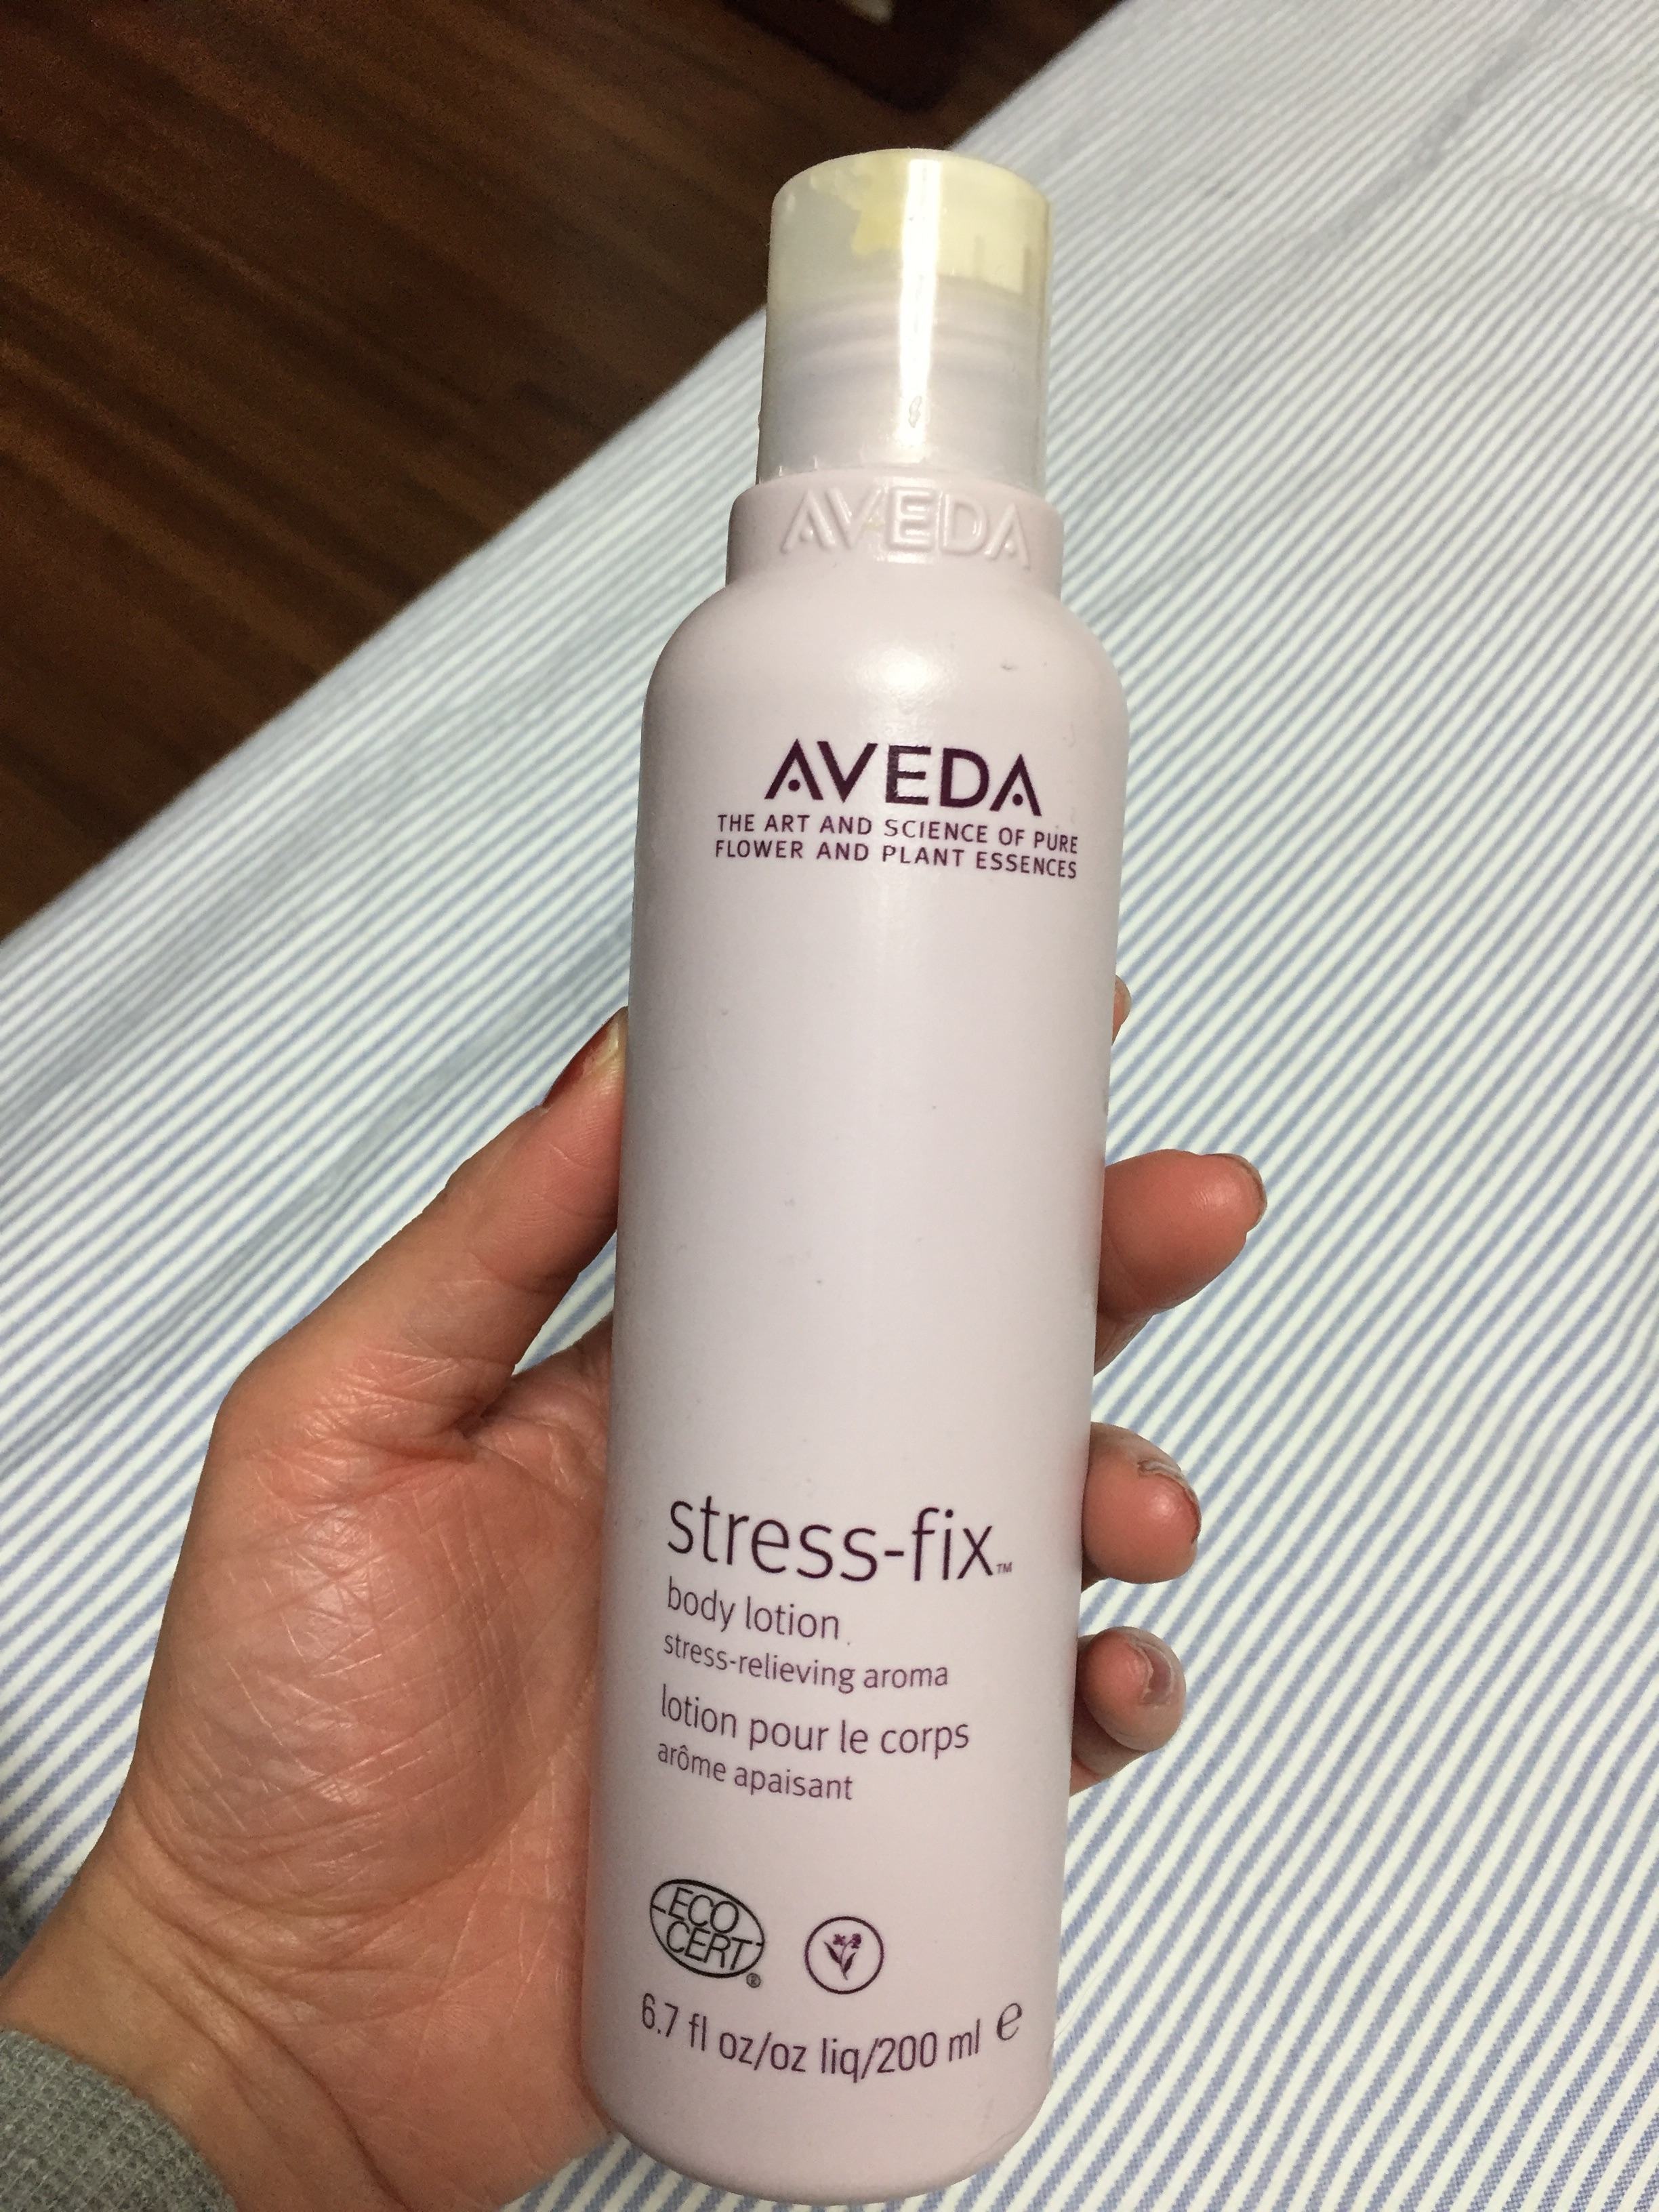 AVEDA
AVEDA
THE ART AND SCIENCE OF PURE
FLOWER AND PLANT ESSENCES
stress-fix™
body lotion
stress-relieving aroma
lotion pour le corps
arôme apaisant
ECO
CERT®
6.7 fl oz/oz liq/200 ml e